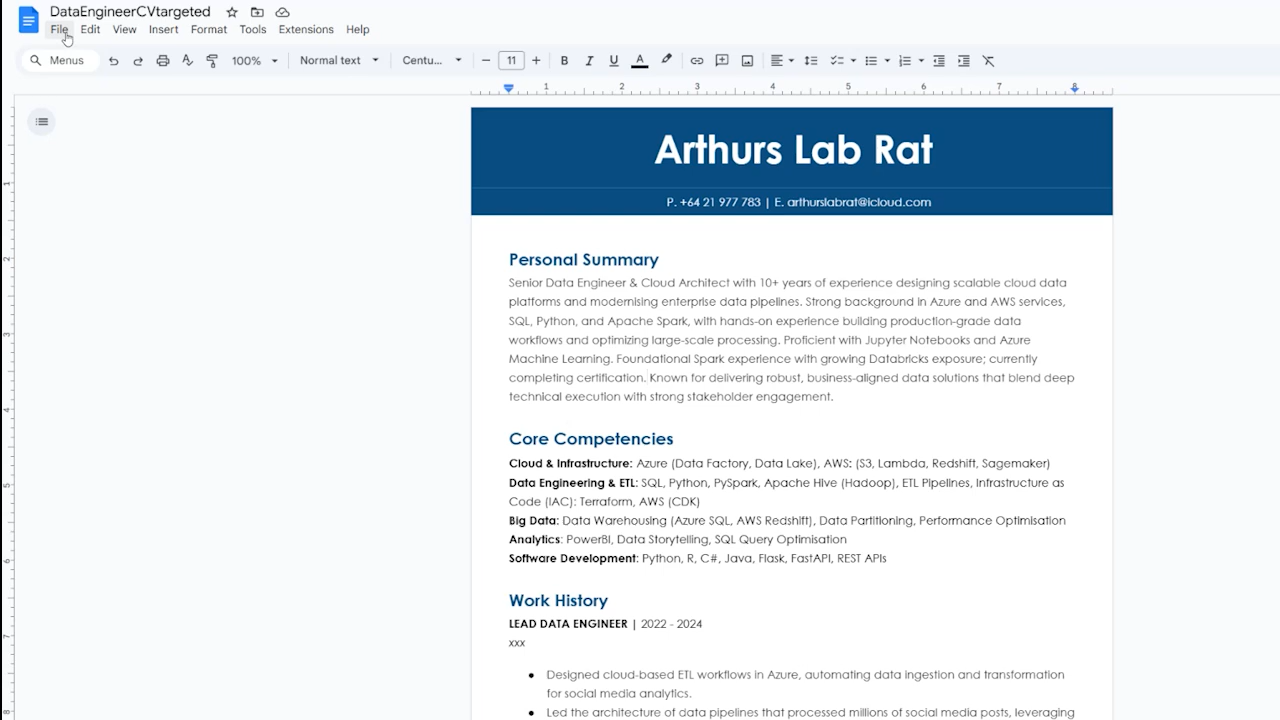 DataEngineerCVtargeted
File Edit View Insert Format Tools Extensions Help
Menus 100% Normal text Centu... 11 B I U A
1 2 3 4 5 6 7 8
Arthurs Lab Rat
P. +64 21 977 783 | E. arthurslabrat@icloud.com
Personal Summary
Senior Data Engineer & Cloud Architect with 10+ years of experience designing scalable cloud data
platforms and modernising enterprise data pipelines. Strong background in Azure and AWS services,
SQL, Python, and Apache Spark, with hands-on experience building production-grade data
workflows and optimizing large-scale processing. Proficient with Jupyter Notebooks and Azure
Machine Learning. Foundational Spark experience with growing Databricks exposure; currently
completing certification. Known for delivering robust, business-aligned data solutions that blend deep
technical execution with strong stakeholder engagement.
Core Competencies
Cloud & Infrastructure: Azure (Data Factory, Data Lake), AWS: (S3, Lambda, Redshift, Sagemaker)
Data Engineering & ETL: SQL, Python, PySpark, Apache Hive (Hadoop), ETL Pipelines, Infrastructure as
Code (IAC): Terraform, AWS (CDK)
Big Data: Data Warehousing (Azure SQL, AWS Redshift), Data Partitioning, Performance Optimisation
Analytics: PowerBI, Data Storytelling, SQL Query Optimisation
Software Development: Python, R, C#, Java, Flask, FastAPI, REST APIs
Work History
LEAD DATA ENGINEER | 2022 - 2024
xxx
● Designed cloud-based ETL workflows in Azure, automating data ingestion and transformation
for social media analytics.
● Led the architecture of data pipelines that processed millions of social media posts, leveraging